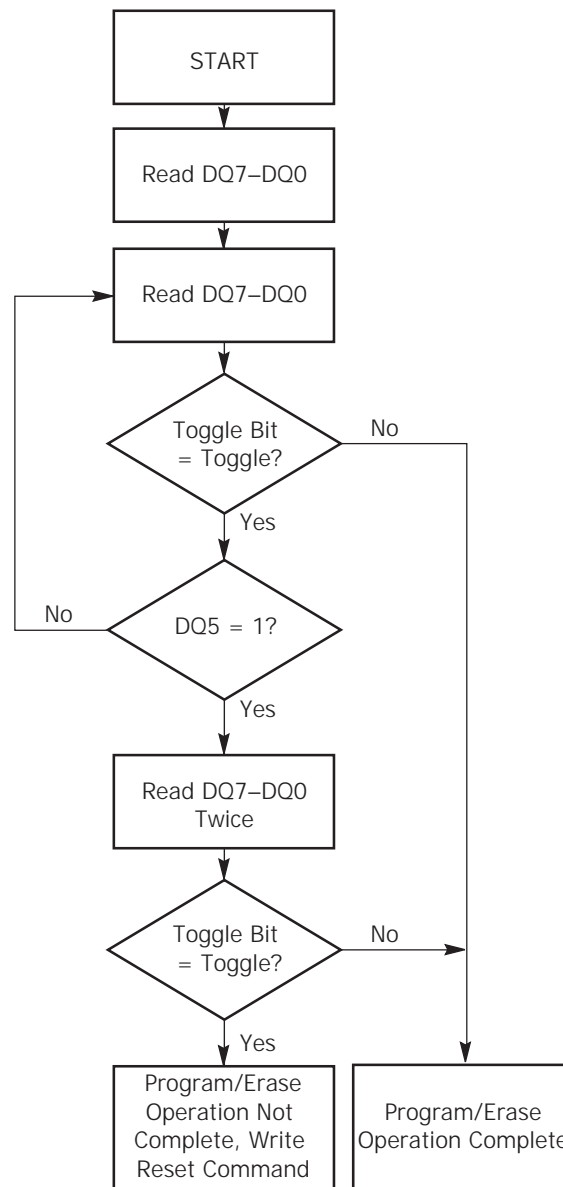 START
Read DQ7–DQ0
Read DQ7–DQ0
Toggle Bit
= Toggle?
No
Yes
No
DQ5 = 1?
Yes
Read DQ7–DQ0
Twice
Toggle Bit
= Toggle?
No
Yes
Program/Erase
Operation Not
Complete, Write
Reset Command
Program/Erase
Operation Complete